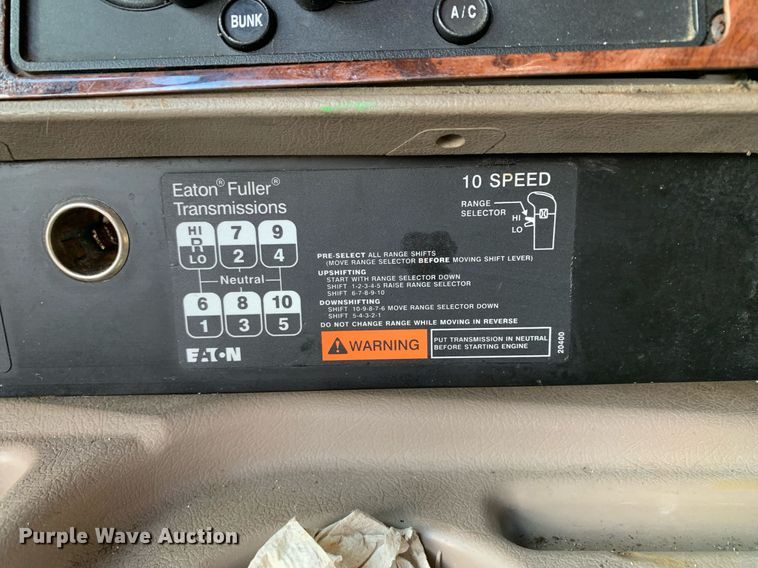 BUNK
A/C
Eaton® Fuller®
Transmissions
10 SPEED
RANGE
SELECTOR
HI
LO
HI
R
LO
7
2
9
4
Neutral
6
1
8
3
10
5
PRE-SELECT ALL RANGE SHIFTS
(MOVE RANGE SELECTOR BEFORE MOVING SHIFT LEVER)
UPSHIFTING
START WITH RANGE SELECTOR DOWN
SHIFT 1-2-3-4-5 RAISE RANGE SELECTOR
SHIFT 6-7-8-9-10
DOWNSHIFTING
SHIFT 10-9-8-7-6 MOVE RANGE SELECTOR DOWN
SHIFT 5-4-3-2-1
DO NOT CHANGE RANGE WHILE MOVING IN REVERSE
WARNING
PUT TRANSMISSION IN NEUTRAL
BEFORE STARTING ENGINE
20400
EATON
Purple Wave Auction